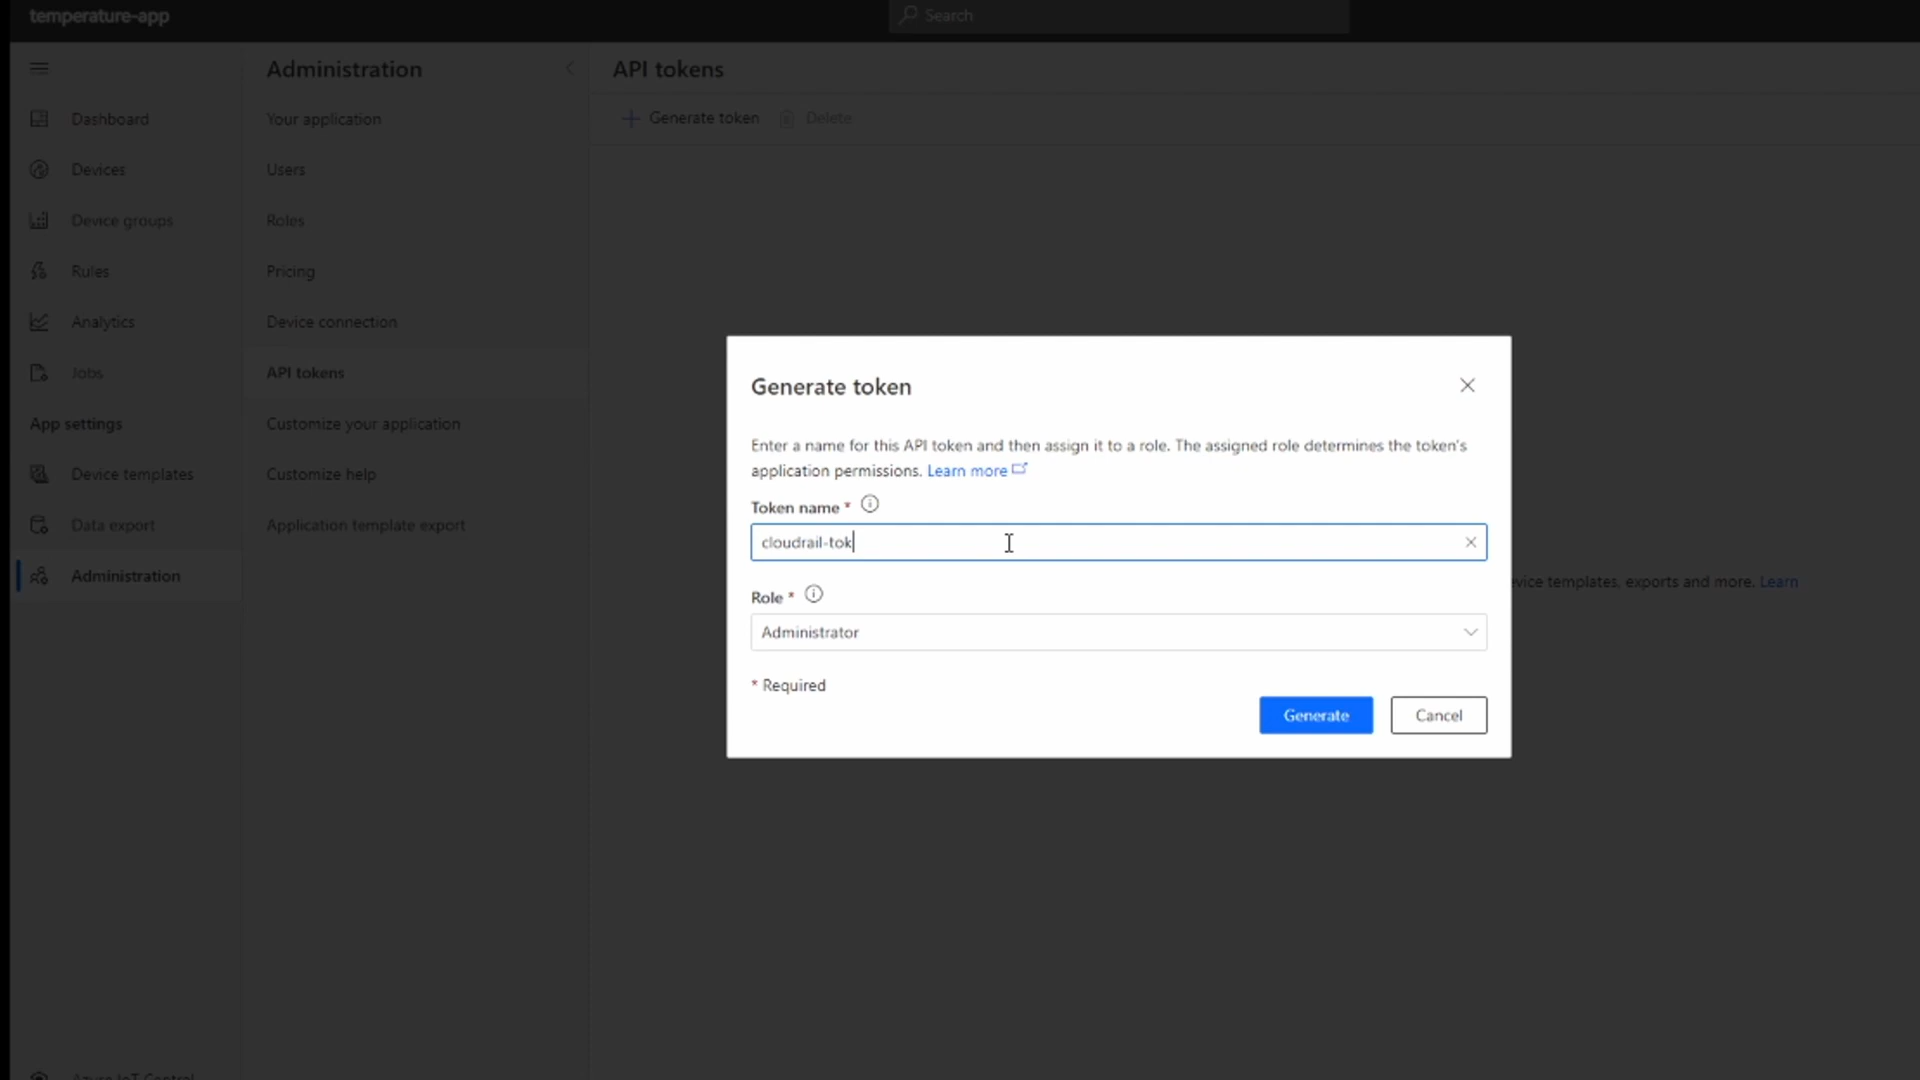 temperature-app
Search
Administration
API tokens
Dashboard
Your application
Generate token
Delete
Devices
Users
Device groups
Roles
Rules
Pricing
Analytics
Device connection
Jobs
API tokens
App settings
Customize your application
Device templates
Customize help
Data export
Application template export
Administration
Generate token
Enter a name for this API token and then assign it to a role. The assigned role determines the token's
application permissions. Learn more
Token name *
cloudrail-tok
Role *
Administrator
* Required
Generate
Cancel
evice templates, exports and more. Learn
Azure IoT Central